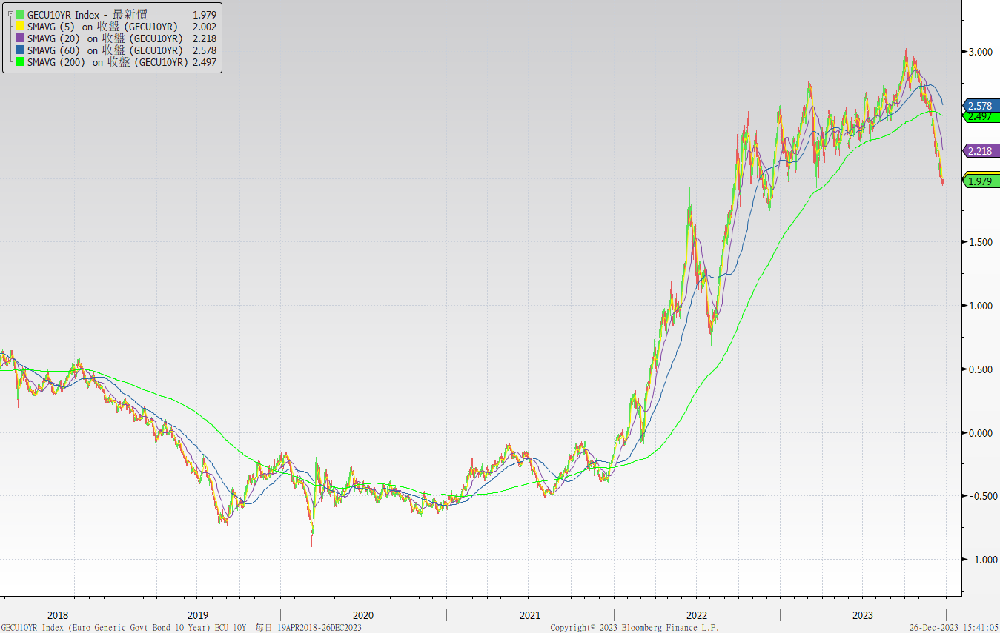 GECU10YR Index - 最新價 1.979
SMAVG (5) on 收盤 (GECU10YR) 2.002
SMAVG (20) on 收盤 (GECU10YR) 2.218
SMAVG (60) on 收盤 (GECU10YR) 2.578
SMAVG (200) on 收盤 (GECU10YR) 2.497
3.000
2.578
2.497
2.218
1.979
1.500
1.000
0.500
0.000
-0.500
-1.000
2018 2019 2020 2021 2022 2023
GECU10YR Index (Euro Generic Govt Bond 10 Year) ECU 10Y 每日 19APR2018-26DEC2023 Copyright© 2023 Bloomberg Finance L.P. 26-Dec-2023 15:41:05